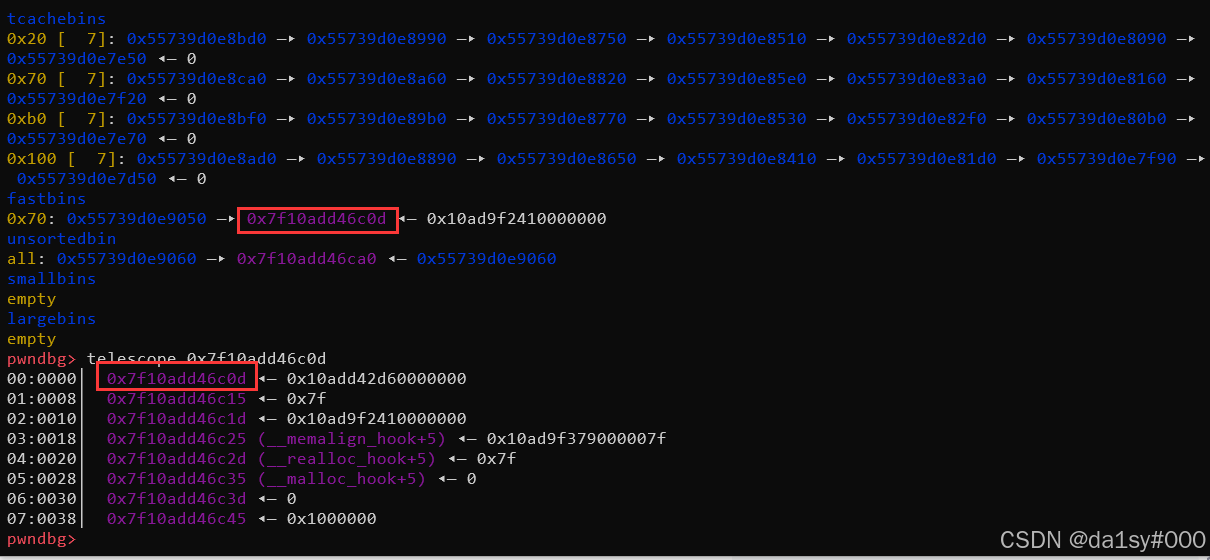 tcachebins
0x20 [  7]: 0x55739d0e8bd0 —▸ 0x55739d0e8990 —▸ 0x55739d0e8750 —▸ 0x55739d0e8510 —▸ 0x55739d0e82d0 —▸ 0x55739d0e8090 —▸
0x55739d0e7e50 ◂— 0
0x70 [  7]: 0x55739d0e8ca0 —▸ 0x55739d0e8a60 —▸ 0x55739d0e8820 —▸ 0x55739d0e85e0 —▸ 0x55739d0e83a0 —▸ 0x55739d0e8160 —▸
0x55739d0e7f20 ◂— 0
0xb0 [  7]: 0x55739d0e8bf0 —▸ 0x55739d0e89b0 —▸ 0x55739d0e8770 —▸ 0x55739d0e8530 —▸ 0x55739d0e82f0 —▸ 0x55739d0e80b0 —▸
0x55739d0e7e70 ◂— 0
0x100 [  7]: 0x55739d0e8ad0 —▸ 0x55739d0e8890 —▸ 0x55739d0e8650 —▸ 0x55739d0e8410 —▸ 0x55739d0e81d0 —▸ 0x55739d0e7f90 —▸
0x55739d0e7d50 ◂— 0
fastbins
0x70: 0x55739d0e9050 —▸ 0x7f10add46c0d ◂— 0x10ad9f2410000000
unsortedbin
all: 0x55739d0e9060 —▸ 0x7f10add46ca0 ◂— 0x55739d0e9060
smallbins
empty
largebins
empty
pwndbg> telescope 0x7f10add46c0d
00:0000│ 0x7f10add46c0d ◂— 0x10add42d60000000
01:0008│ 0x7f10add46c15 ◂— 0x7f
02:0010│ 0x7f10add46c1d ◂— 0x10ad9f2410000000
03:0018│ 0x7f10add46c25 (__memalign_hook+5) ◂— 0x10ad9f379000007f
04:0020│ 0x7f10add46c2d (__realloc_hook+5) ◂— 0x7f
05:0028│ 0x7f10add46c35 (__malloc_hook+5) ◂— 0
06:0030│ 0x7f10add46c3d ◂— 0
07:0038│ 0x7f10add46c45 ◂— 0x1000000
pwndbg>
CSDN @da1sy#000